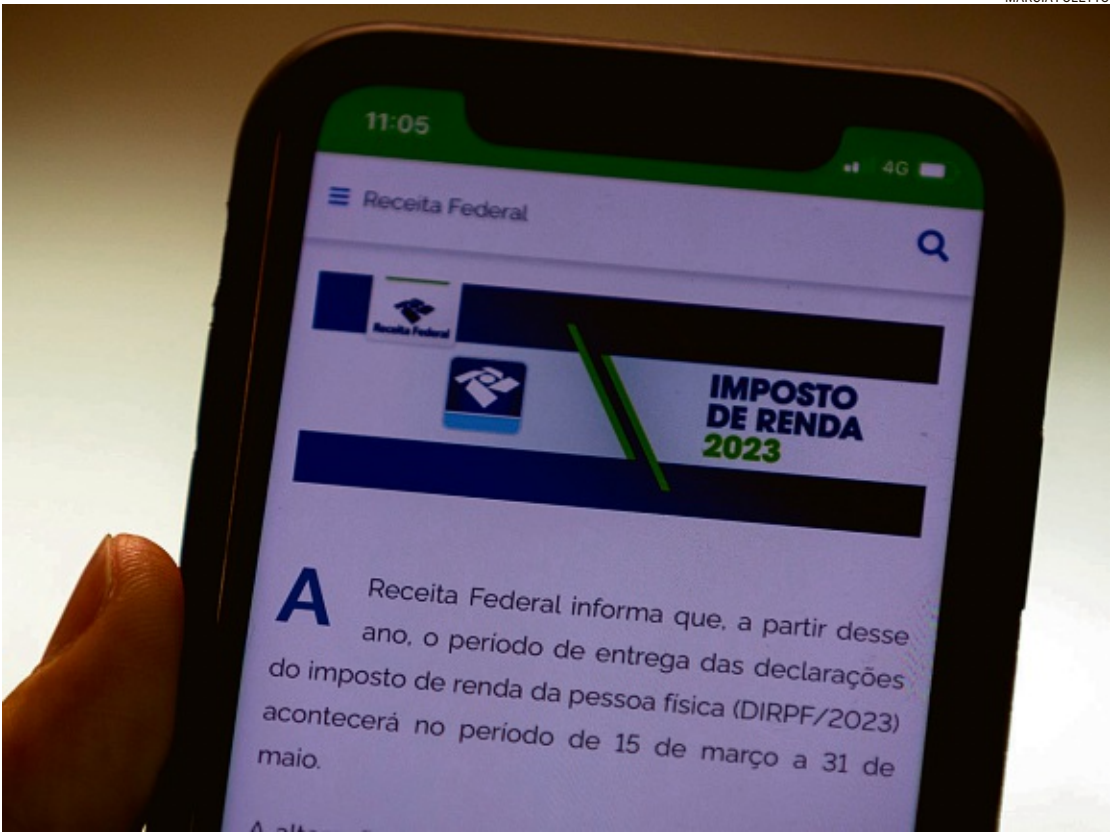 11:05
4G
Receita Federal
Receita Federal
IMPOSTO
DE RENDA
2023
A Receita Federal informa que, a partir desse
ano, o período de entrega das declarações
do imposto de renda da pessoa física (DIRPF/2023)
acontecerá no período de 15 de março a 31 de
maio.
A